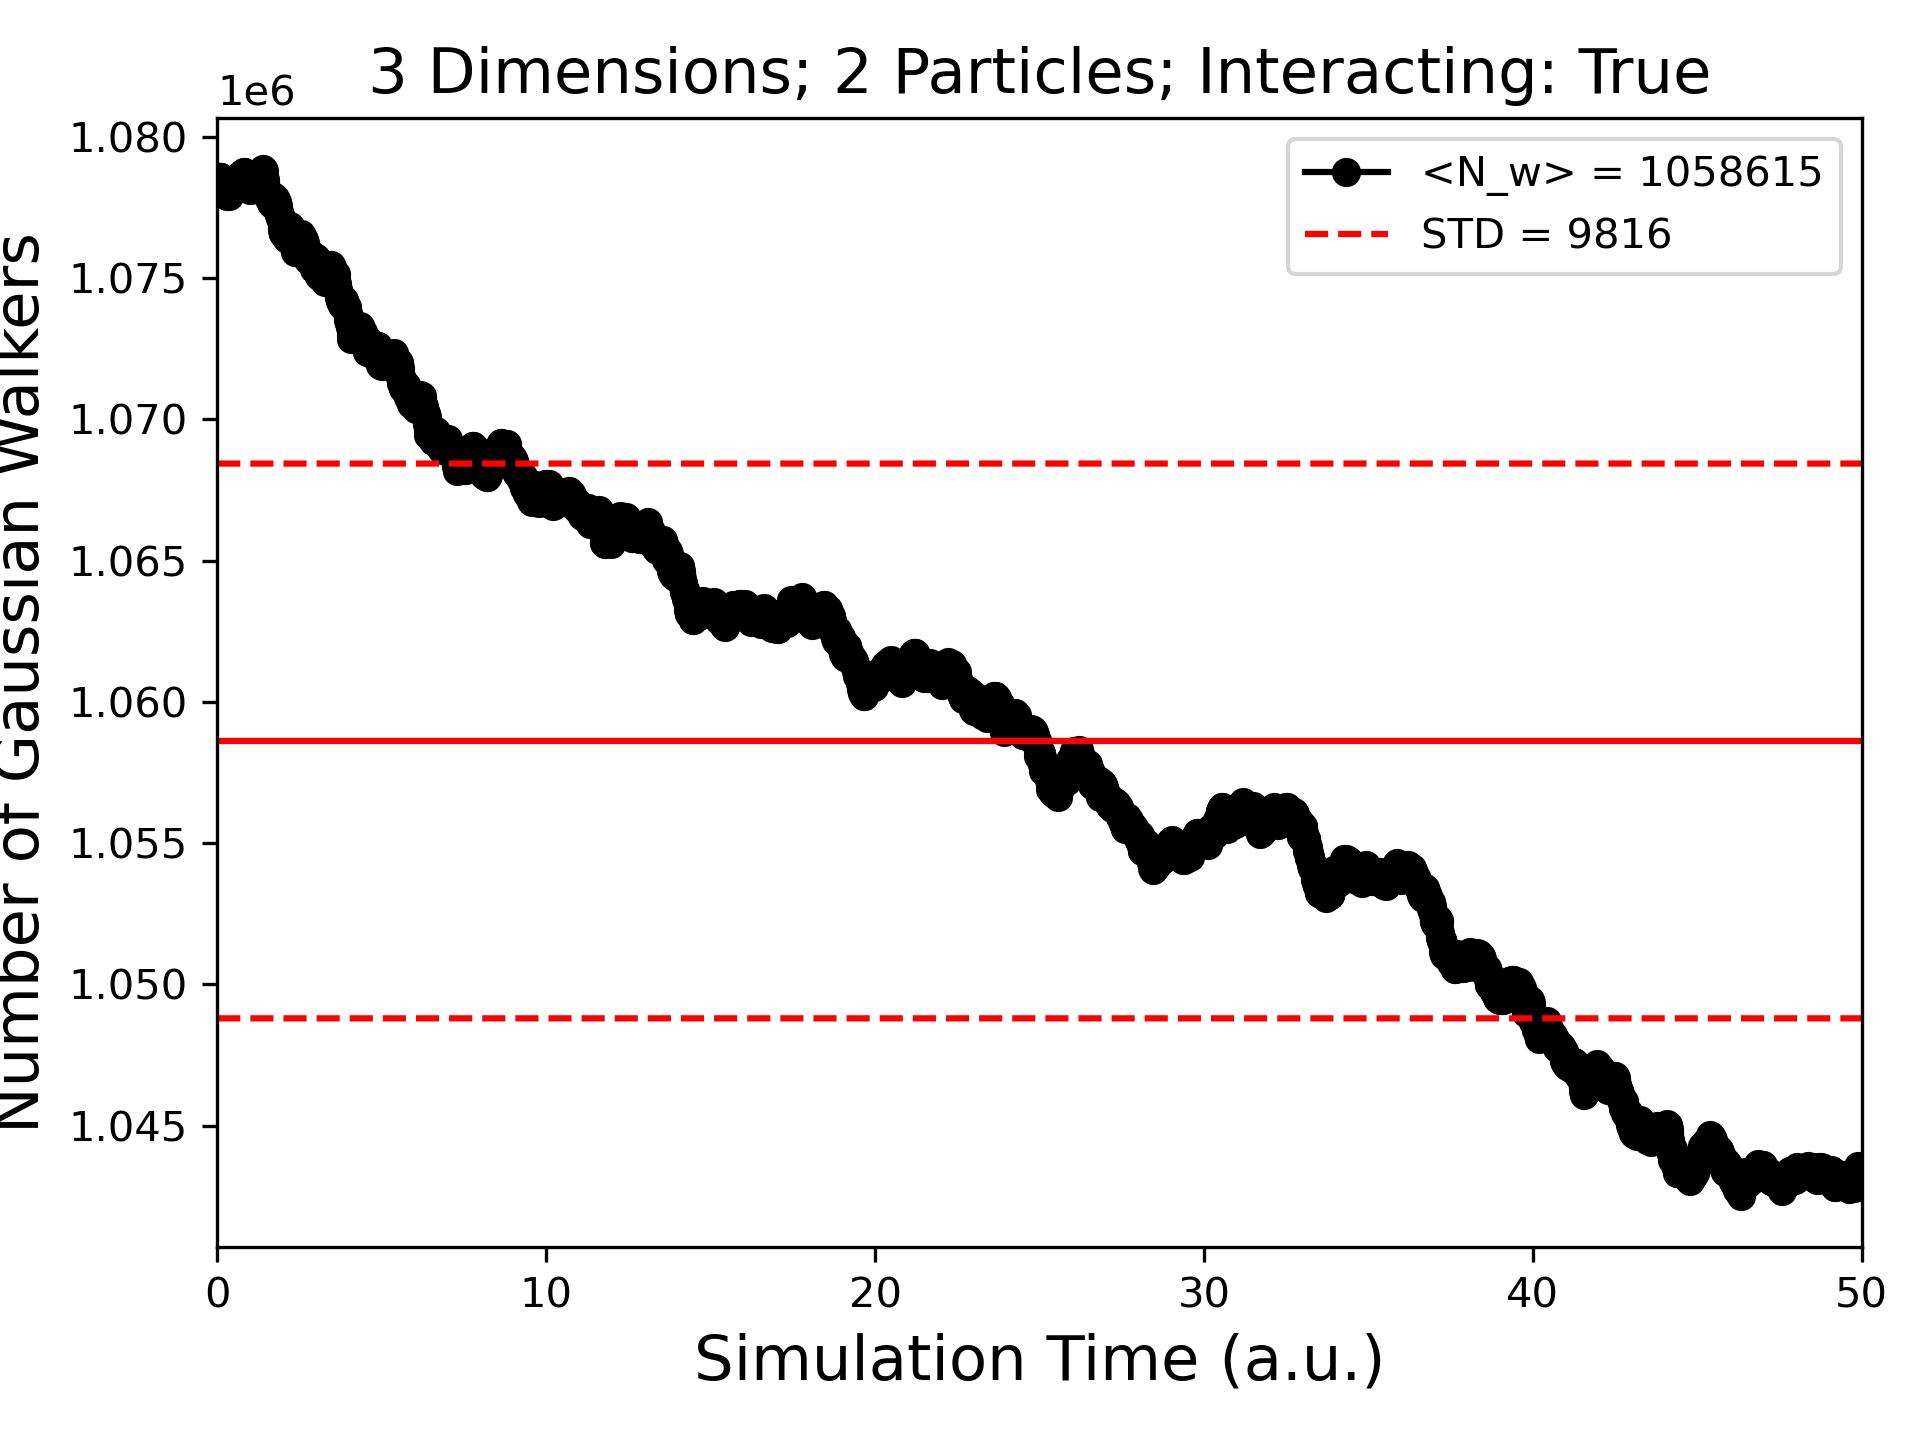 3 Dimensions; 2 Particles; Interacting: True
1e6
<N_w> = 1058615
STD = 9816
Number of Gaussian Walkers
1.080
1.075
1.070
1.065
1.060
1.055
1.050
1.045
0 10 20 30 40 50
Simulation Time (a.u.)